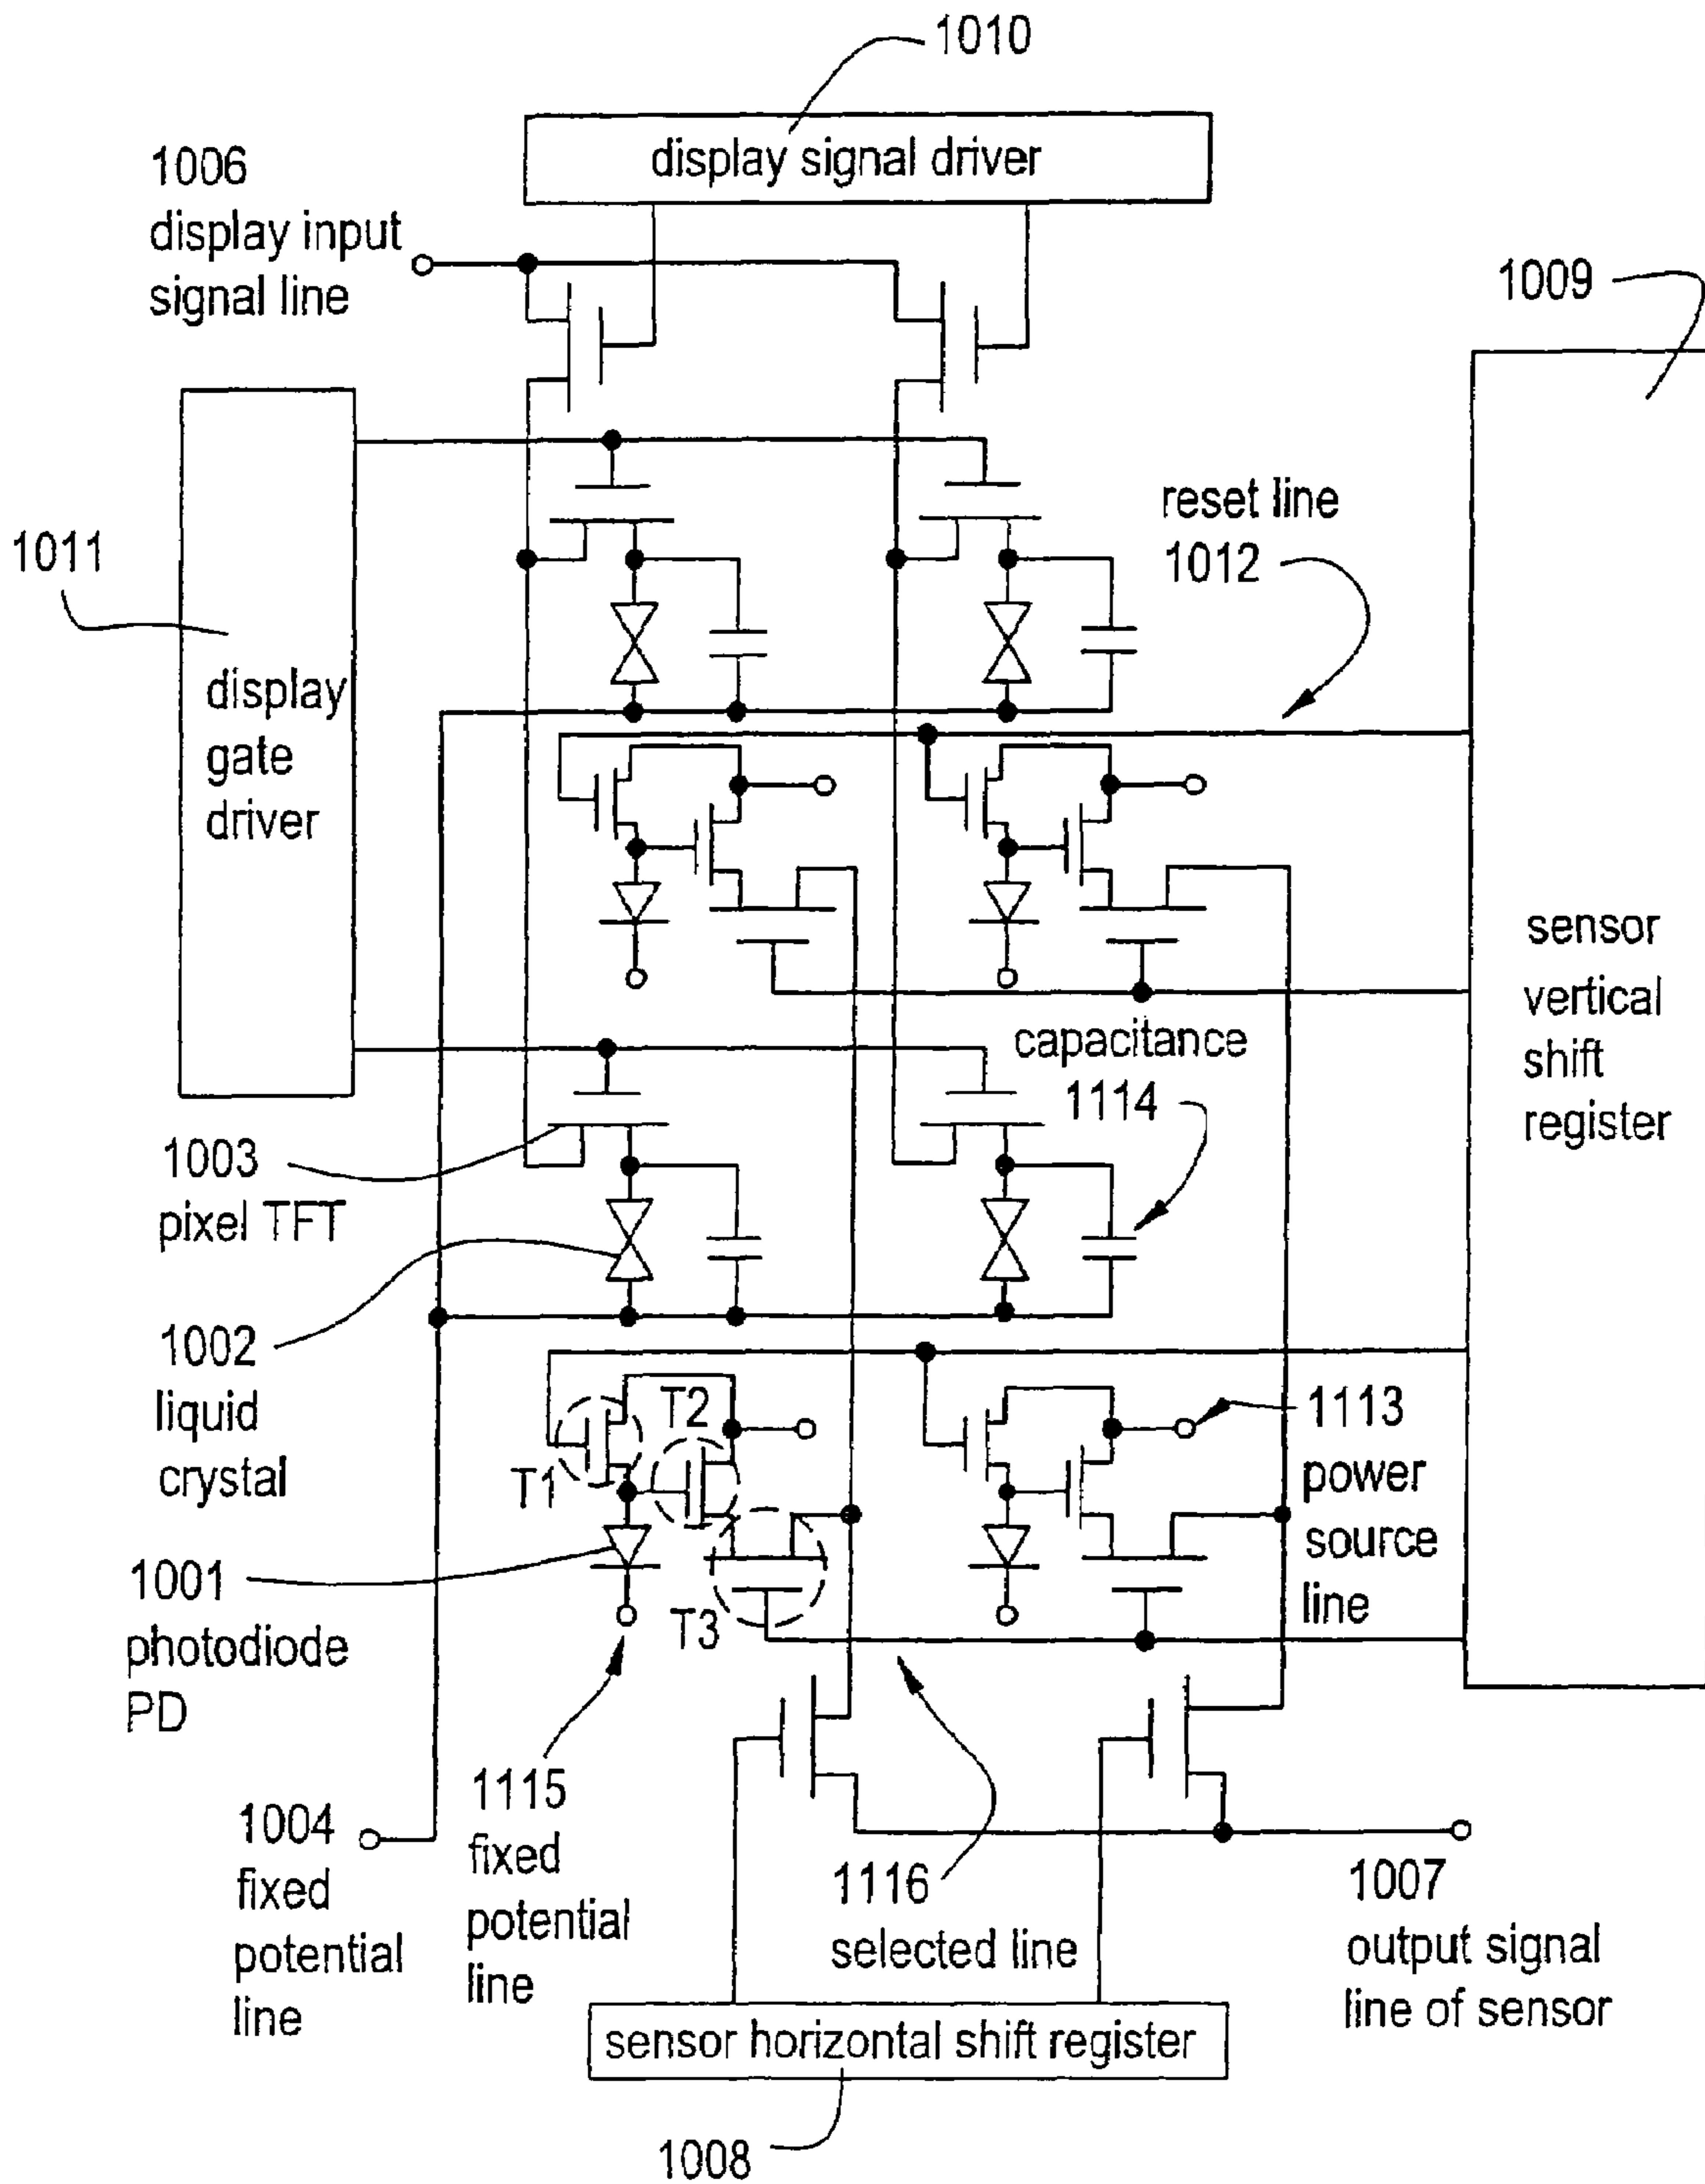 1010
display signal driver
1006
display input
signal line
1009
reset line
1012
1011
display
gate
driver
sensor
vertical
shift
register
capacitance
1114
1003
pixel TFT
1002
liquid
crystal
T1
T2
T3
1113
power
source
line
1001
photodiode
PD
1115
fixed
potential
line
1004
fixed
potential
line
1116
selected line
1007
output signal
line of sensor
sensor horizontal shift register
1008